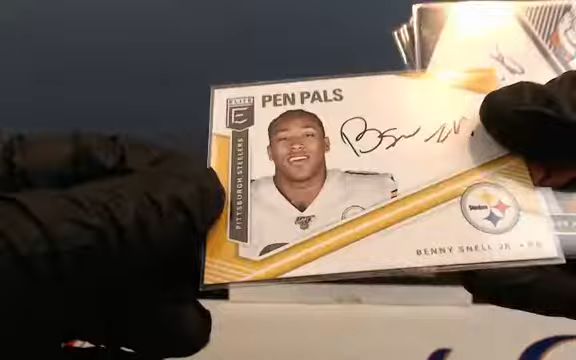 ELITE
E
PEN PALS
PITTSBURGH STEELERS
Steelers
BENNY SNELL JR. • RB